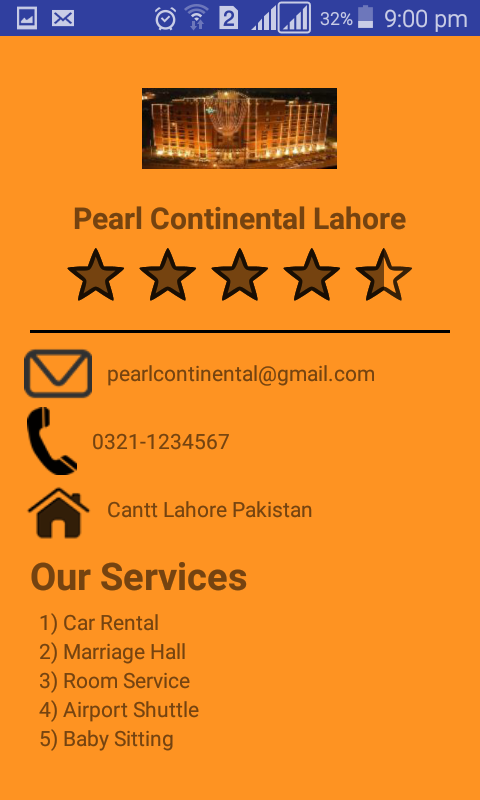 2 32% 9:00 pm
Pearl Continental Lahore
pearlcontinental@gmail.com
0321-1234567
Cantt Lahore Pakistan
Our Services
1) Car Rental
2) Marriage Hall
3) Room Service
4) Airport Shuttle
5) Baby Sitting